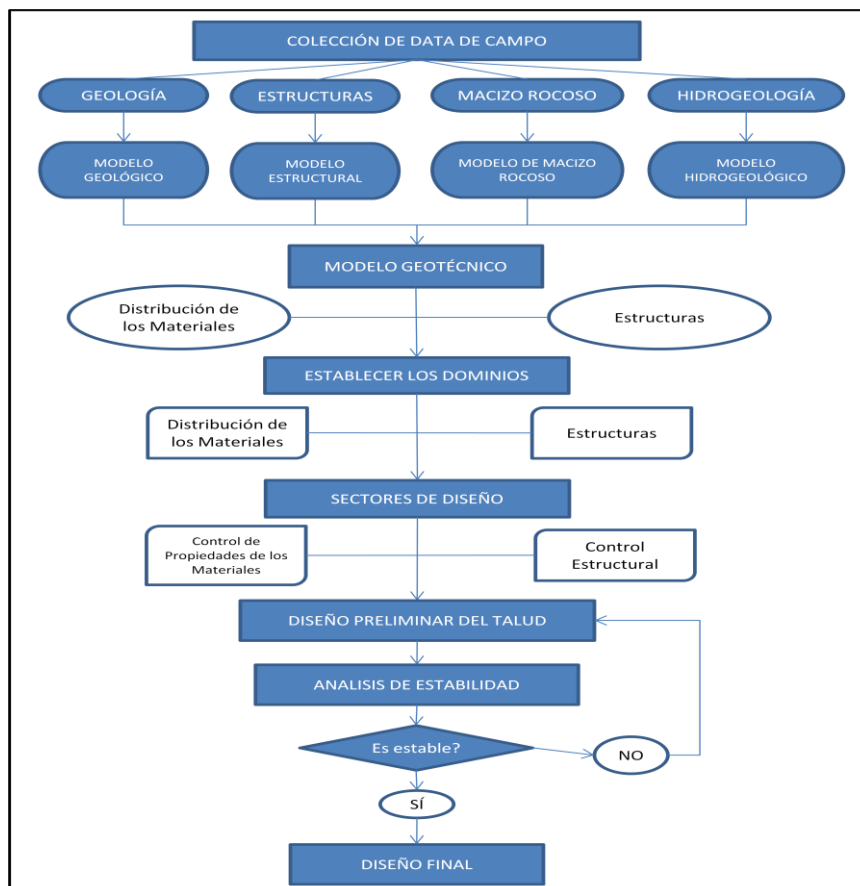 COLECCIÓN DE DATA DE CAMPO
GEOLOGÍA
ESTRUCTURAS
MACIZO ROCOSO
HIDROGEOLOGÍA
MODELO
GEOLÓGICO
MODELO
ESTRUCTURAL
MODELO DE MACIZO
ROCOSO
MODELO
HIDROGEOLÓGICO
MODELO GEOTÉCNICO
Distribución de
los Materiales
Estructuras
ESTABLECER LOS DOMINIOS
Distribución de
los Materiales
Estructuras
SECTORES DE DISEÑO
Control de
Propiedades de los
Materiales
Control
Estructural
DISEÑO PRELIMINAR DEL TALUD
ANALISIS DE ESTABILIDAD
Es estable?
NO
SÍ
DISEÑO FINAL